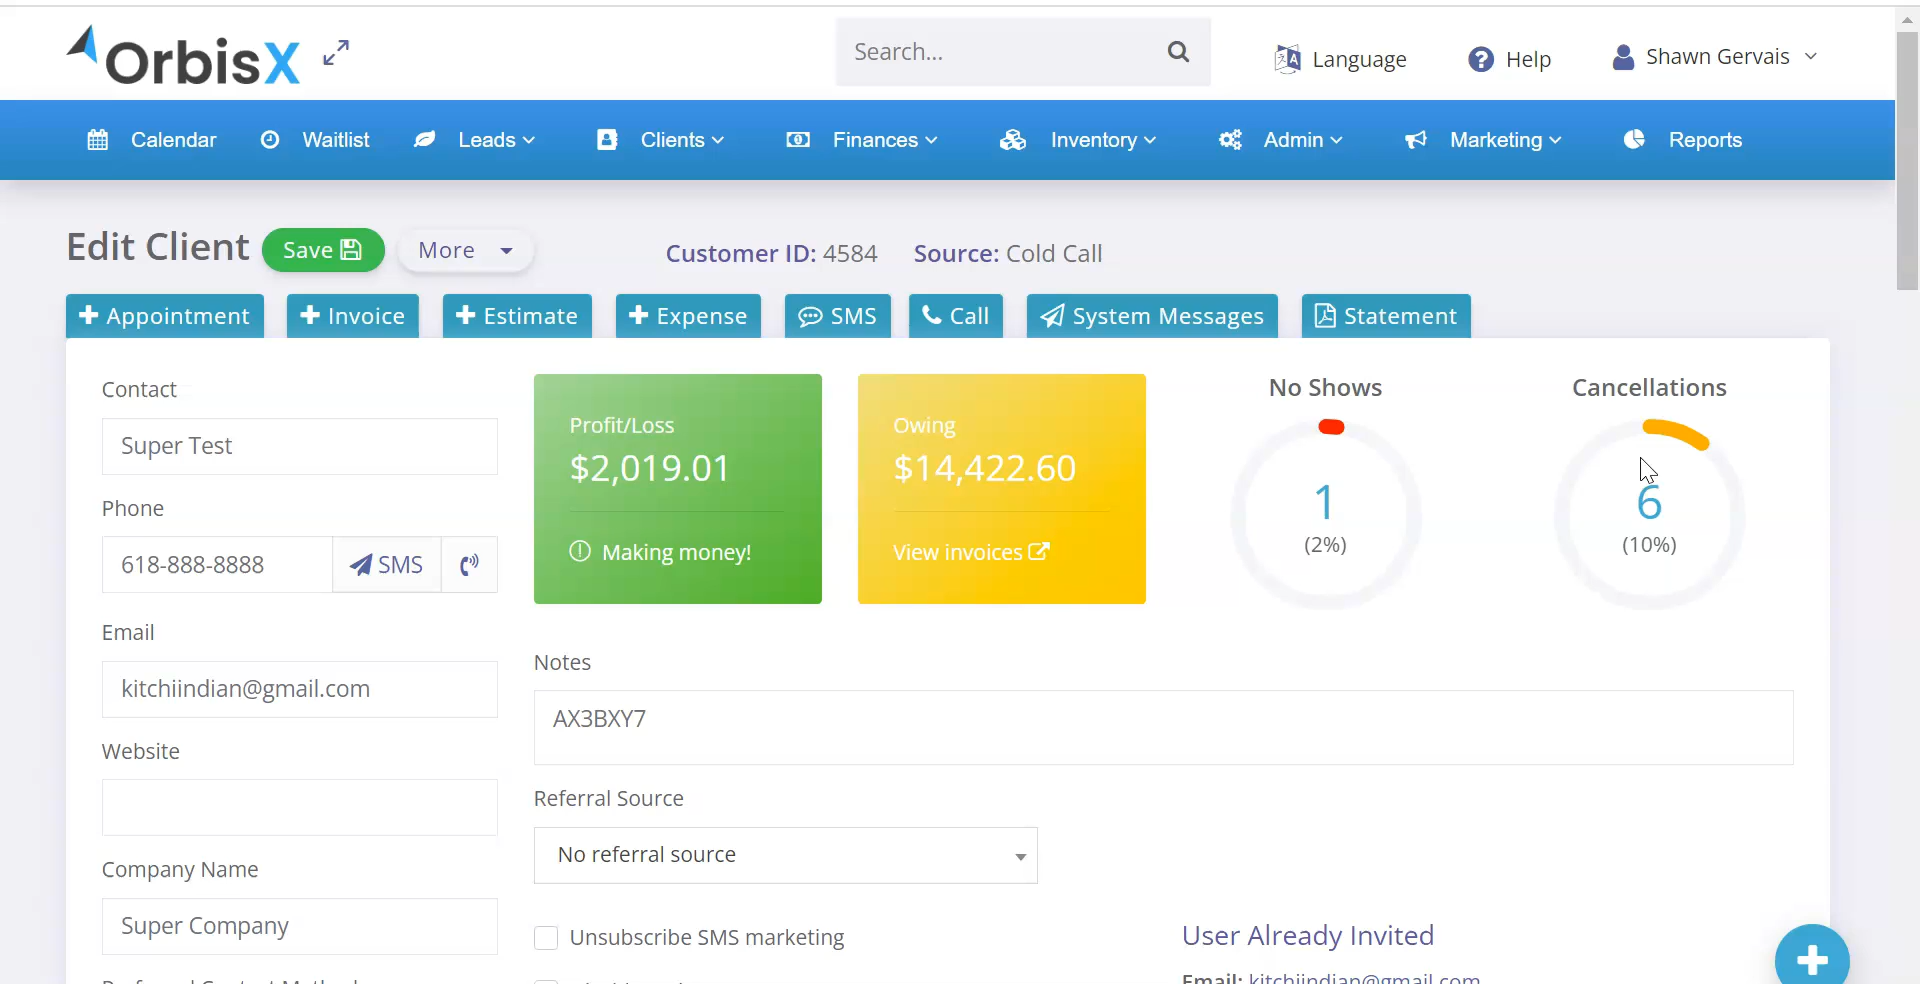 OrbisX
Search...
Language
Help
Shawn Gervais
Calendar
Waitlist
Leads
Clients
Finances
Inventory
Admin
Marketing
Reports
Edit Client
Save
More
Customer ID: 4584
Source: Cold Call
Appointment
Invoice
Estimate
Expense
SMS
Call
System Messages
Statement
Contact
Super Test
Phone
618-888-8888
SMS
Email
kitchiindian@gmail.com
Website
Company Name
Super Company
Profit/Loss
$2,019.01
Making money!
Owing
$14,422.60
View invoices
No Shows
1
(2%)
Cancellations
6
(10%)
Notes
AX3BXY7
Referral Source
No referral source
Unsubscribe SMS marketing
User Already Invited
Email: kitchiindian@gmail.com